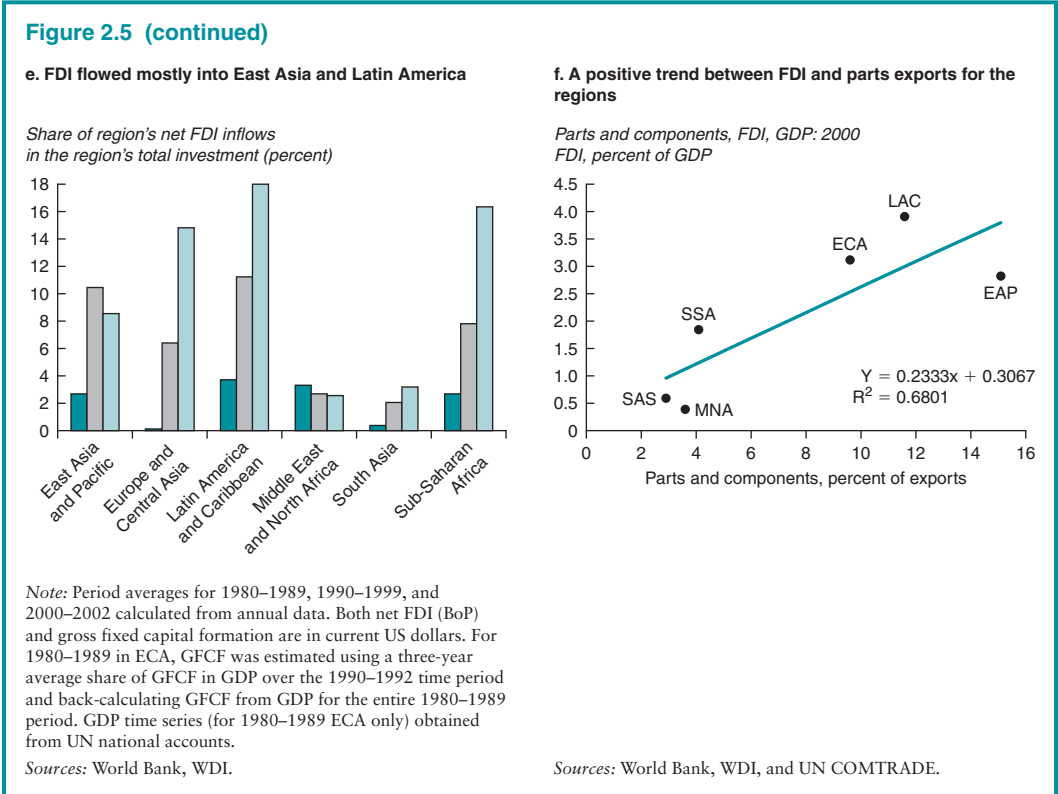 Figure 2.5 (continued)
e. FDI flowed mostly into East Asia and Latin America
Share of region's net FDI inflows
in the region's total investment (percent)
18
16
14
12
10
8
6
4
2
0
East Asia
and Pacific
Europe and
Central Asia
Latin America
and Caribbean
Middle East
and North Africa
South Asia
Sub-Saharan
Africa
Note: Period averages for 1980–1989, 1990–1999, and
2000–2002 calculated from annual data. Both net FDI (BoP)
and gross fixed capital formation are in current US dollars. For
1980–1989 in ECA, GFCF was estimated using a three-year
average share of GFCF in GDP over the 1990–1992 time period
and back-calculating GFCF from GDP for the entire 1980–1989
period. GDP time series (for 1980–1989 ECA only) obtained
from UN national accounts.
Sources: World Bank, WDI.
f. A positive trend between FDI and parts exports for the
regions
Parts and components, FDI, GDP: 2000
FDI, percent of GDP
4.5
4.0
3.5
3.0
2.5
2.0
1.5
1.0
0.5
0
LAC
ECA
EAP
SSA
SAS
MNA
Y = 0.2333x + 0.3067
R² = 0.6801
0 2 4 6 8 10 12 14 16
Parts and components, percent of exports
Sources: World Bank, WDI, and UN COMTRADE.